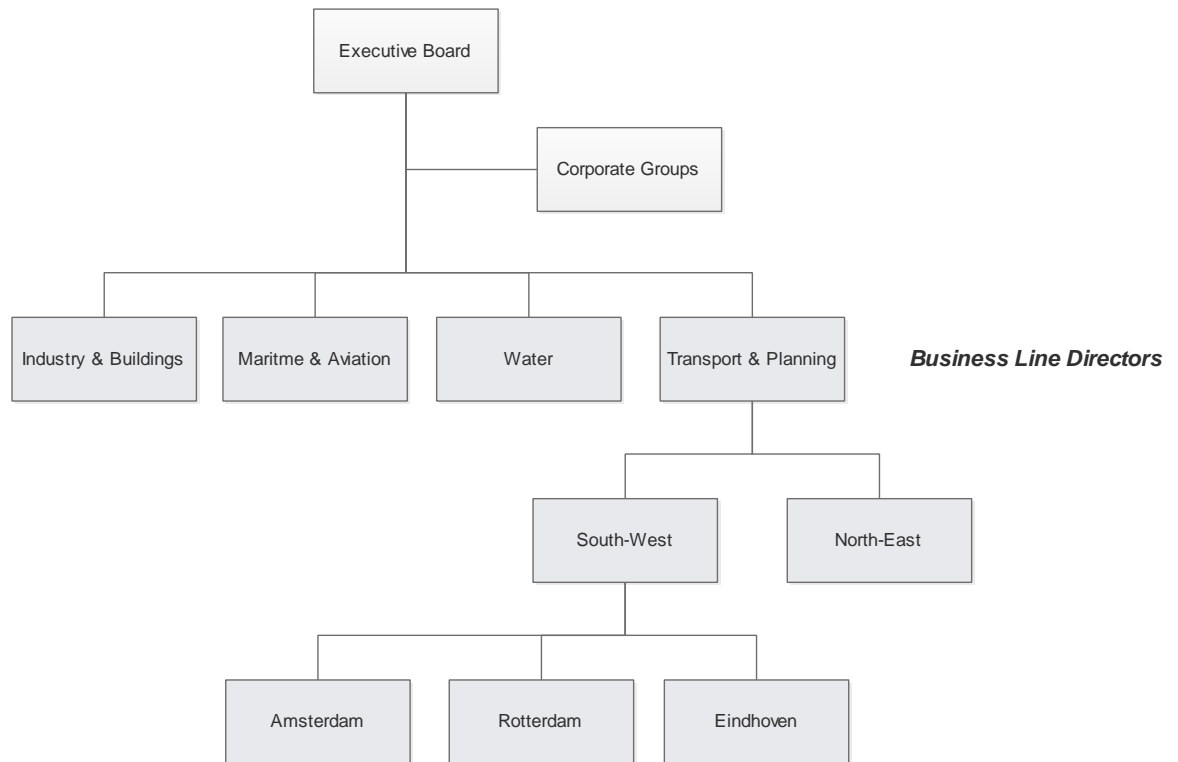 Executive Board
Corporate Groups
Industry & Buildings
Maritme & Aviation
Water
Transport & Planning
Business Line Directors
South-West
North-East
Amsterdam
Rotterdam
Eindhoven